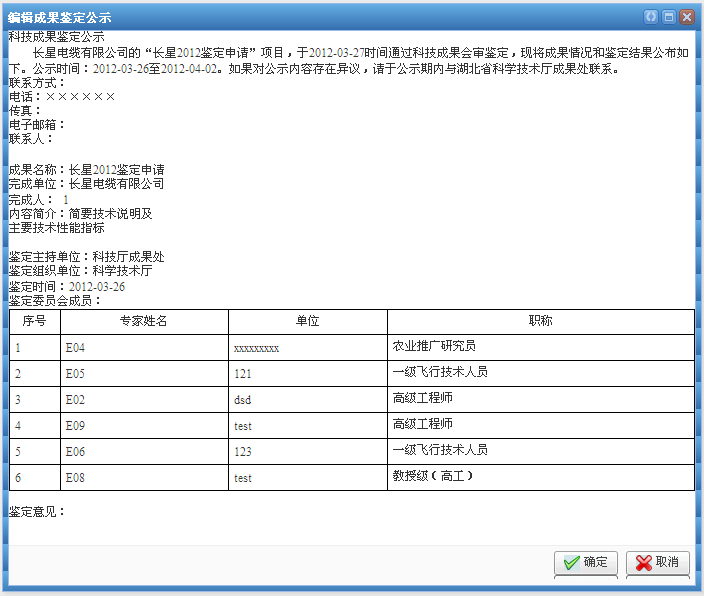 编辑成果鉴定公示
科技成果鉴定公示
长星电缆有限公司的“长星2012鉴定申请”项目，于2012-03-27时间通过科技成果会审鉴定，现将成果情况和鉴定结果公布如
下。公示时间：2012-03-26至2012-04-02。如果对公示内容存在异议，请于公示期内与湖北省科学技术厅成果处联系。
联系方式：
电话：××××××
传真：
电子邮箱：
联系人：
成果名称：长星2012鉴定申请
完成单位：长星电缆有限公司
完成人： 1
内容简介：简要技术说明及
主要技术性能指标
鉴定主持单位：科技厅成果处
鉴定组织单位：科学技术厅
鉴定时间：2012-03-26
鉴定委员会成员：
序号 专家姓名 单位 职称
1 E04 xxxxxxxxx 农业推广研究员
2 E05 121 一级飞行技术人员
3 E02 dsd 高级工程师
4 E09 test 高级工程师
5 E06 123 一级飞行技术人员
6 E08 test 教授级（高工）
鉴定意见：
确定 取消